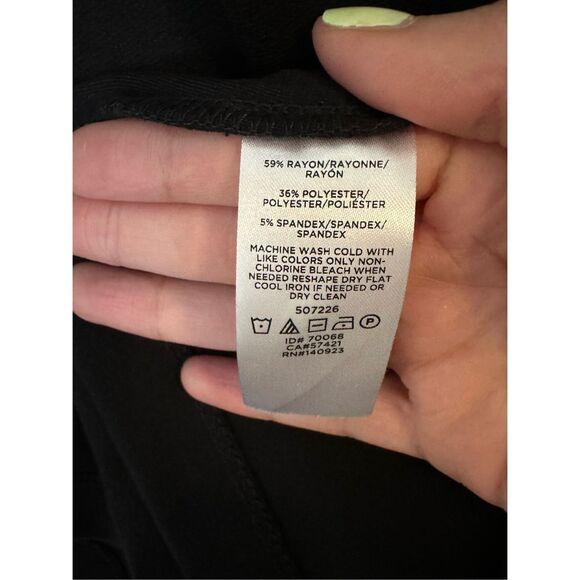 59% RAYON/RAYONNE/
RAYÓN
36% POLYESTER/
POLYESTER/POLIÉSTER
5% SPANDEX/SPANDEX/
SPANDEX
MACHINE WASH COLD WITH
LIKE COLORS ONLY NON-
CHLORINE BLEACH WHEN
NEEDED RESHAPE DRY FLAT
COOL IRON IF NEEDED OR
DRY CLEAN
507226
P
ID# 70068
CA#57421
RN#140923